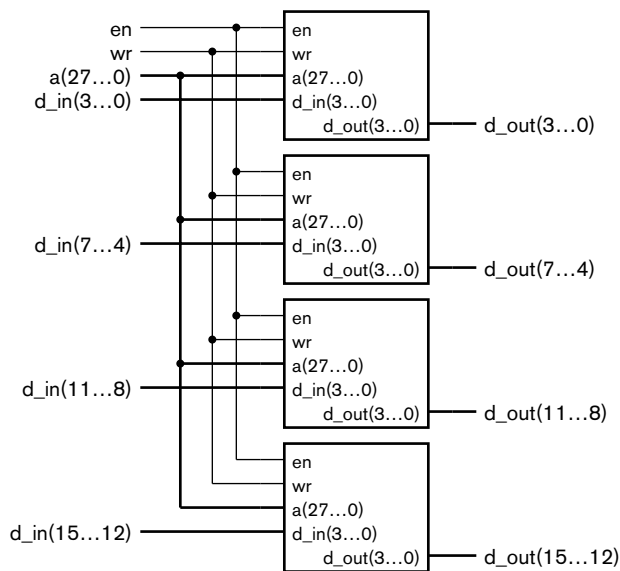 en
wr
a(27…0)
d_in(3…0)
en
wr
a(27…0)
d_in(3…0)
d_out(3…0)
d_out(3…0)
en
wr
a(27…0)
d_in(7…4)
d_in(3…0)
d_out(3…0)
d_out(7…4)
en
wr
a(27…0)
d_in(11…8)
d_in(3…0)
d_out(3…0)
d_out(11…8)
en
wr
a(27…0)
d_in(15…12)
d_in(3…0)
d_out(3…0)
d_out(15…12)